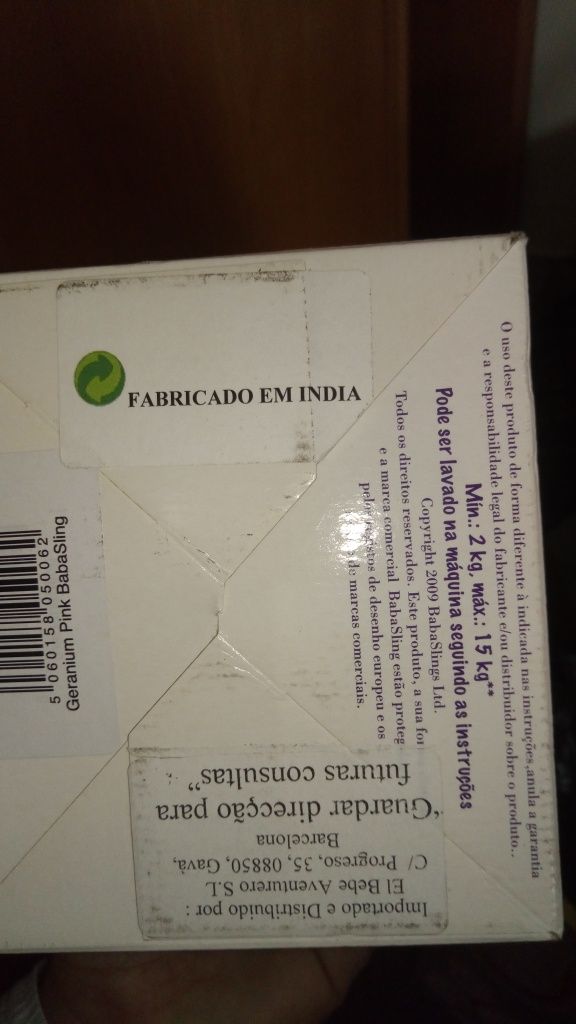 O uso deste produto de forma diferente à indicada nas instruções,anula a garantia
e a responsabilidade legal do fabricante e/ou distribuidor sobre o produto..
Mín.: 2 kg, máx.: 15 kg**
Pode ser lavado na máquina seguindo as instruções
Copyright 2009 BabaSlings Ltd.
Todos os direitos reservados. Este produto, a sua
e a marca comercial BabaSling estão
de desenho europeu e os
de marcas comerciais.
FABRICADO EM INDIA
5 060158 050062
Geranium Pink BabaSling
Importado e Distribuido por :
El Bebe Aventurero S.L
C/ Progreso, 35, 08850, Gavà,
Barcelona
“Guardar direcção para
futuras consultas”